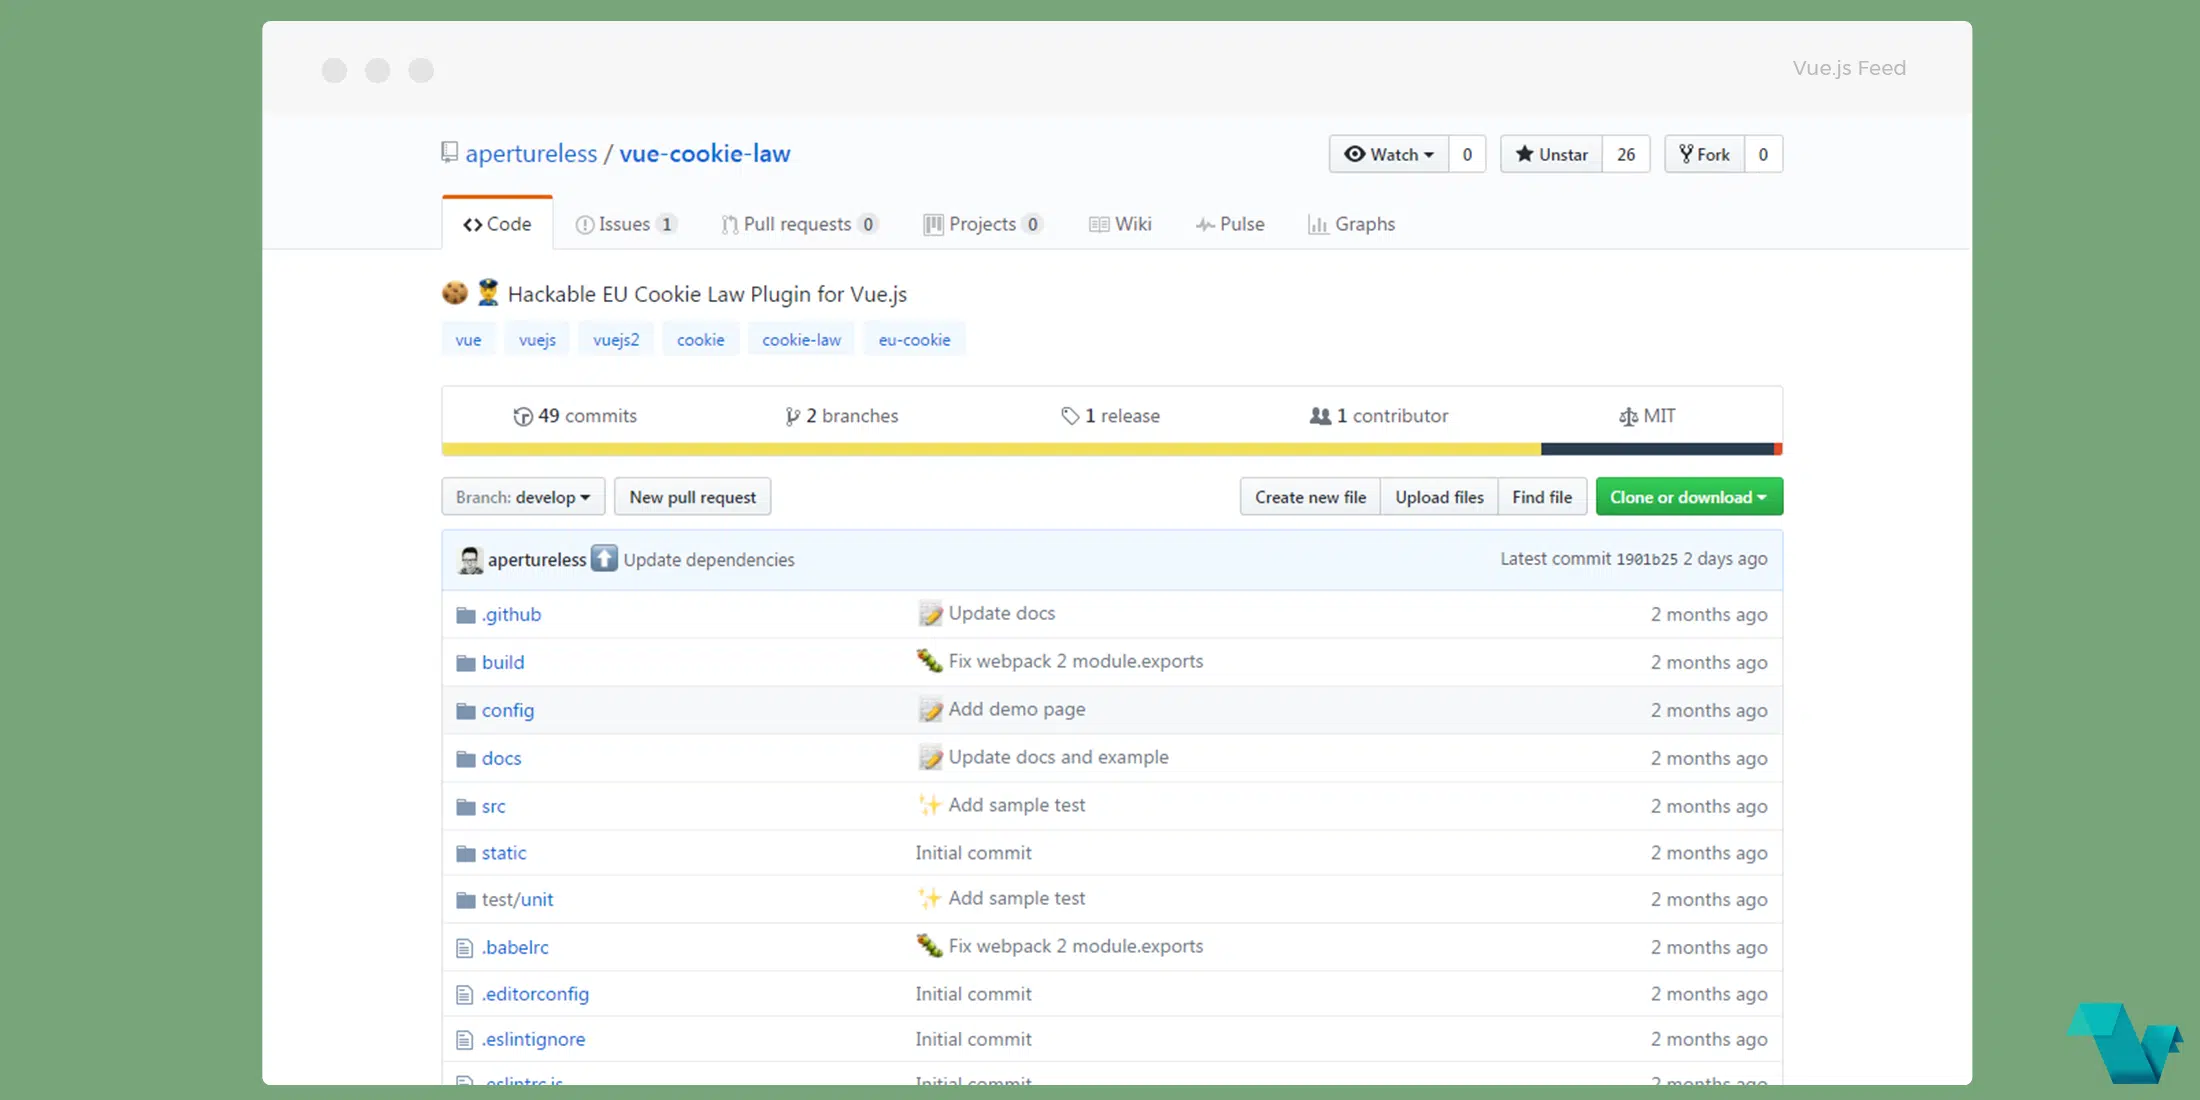 Vue.js Feed
apertureless / vue-cookie-law
Watch 0 Unstar 26 Fork 0
Code Issues 1 Pull requests 0 Projects 0 Wiki Pulse Graphs
Hackable EU Cookie Law Plugin for Vue.js
vue vuejs vuejs2 cookie cookie-law eu-cookie
49 commits 2 branches 1 release 1 contributor MIT
Branch: develop New pull request Create new file Upload files Find file Clone or download
apertureless Update dependencies Latest commit 1901b25 2 days ago
.github Update docs 2 months ago
build Fix webpack 2 module.exports 2 months ago
config Add demo page 2 months ago
docs Update docs and example 2 months ago
src Add sample test 2 months ago
static Initial commit 2 months ago
test/unit Add sample test 2 months ago
.babelrc Fix webpack 2 module.exports 2 months ago
.editorconfig Initial commit 2 months ago
.eslintignore Initial commit 2 months ago
.eslintrc.js Initial commit 2 months ago